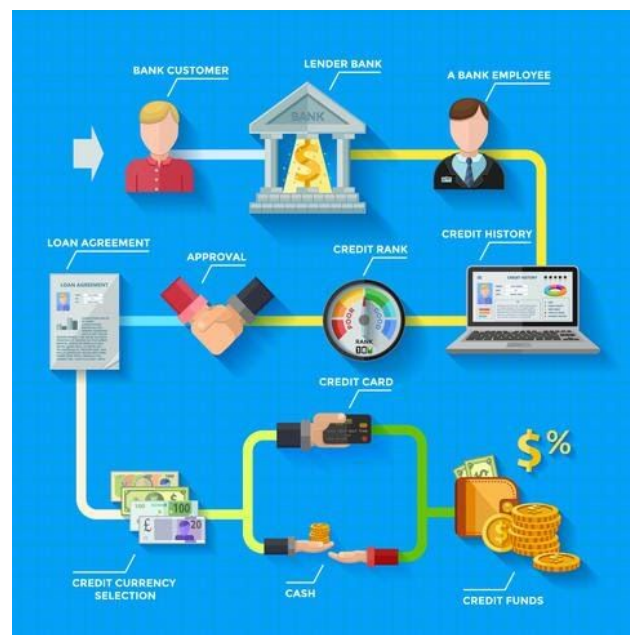 BANK CUSTOMER
LENDER BANK
A BANK EMPLOYEE
BANK
LOAN AGREEMENT
APPROVAL
CREDIT RANK
CREDIT HISTORY
LOAN AGREEMENT
CREDIT HISTORY
POOR
GOOD
RANK
CREDIT CARD
$%
100
-100
£
20
CREDIT CURRENCY
SELECTION
CASH
CREDIT FUNDS